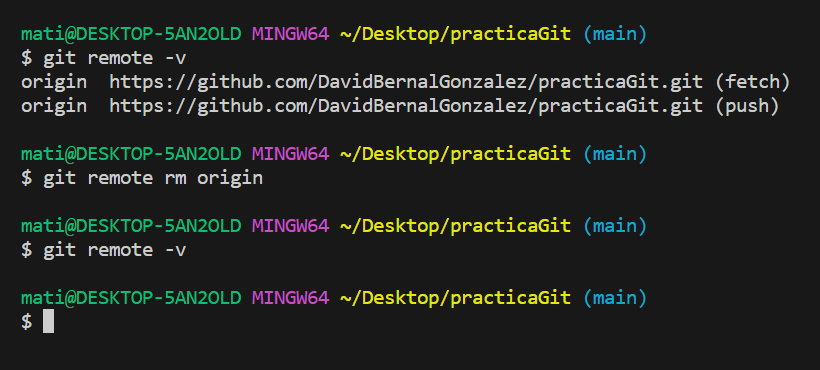 mati@DESKTOP-5AN2OLD MINGW64 ~/Desktop/practicaGit (main)
$ git remote -v
origin  https://github.com/DavidBernalGonzalez/practicaGit.git (fetch)
origin  https://github.com/DavidBernalGonzalez/practicaGit.git (push)
mati@DESKTOP-5AN2OLD MINGW64 ~/Desktop/practicaGit (main)
$ git remote rm origin
mati@DESKTOP-5AN2OLD MINGW64 ~/Desktop/practicaGit (main)
$ git remote -v
mati@DESKTOP-5AN2OLD MINGW64 ~/Desktop/practicaGit (main)
$